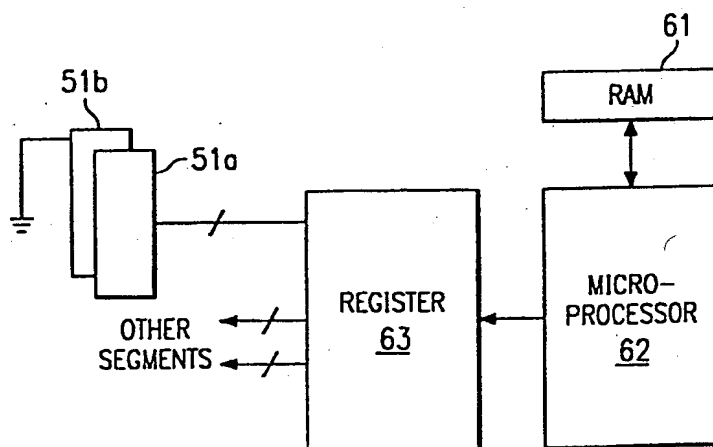 61
RAM
51b
51a
MICRO-
PROCESSOR
62
REGISTER
63
OTHER
SEGMENTS